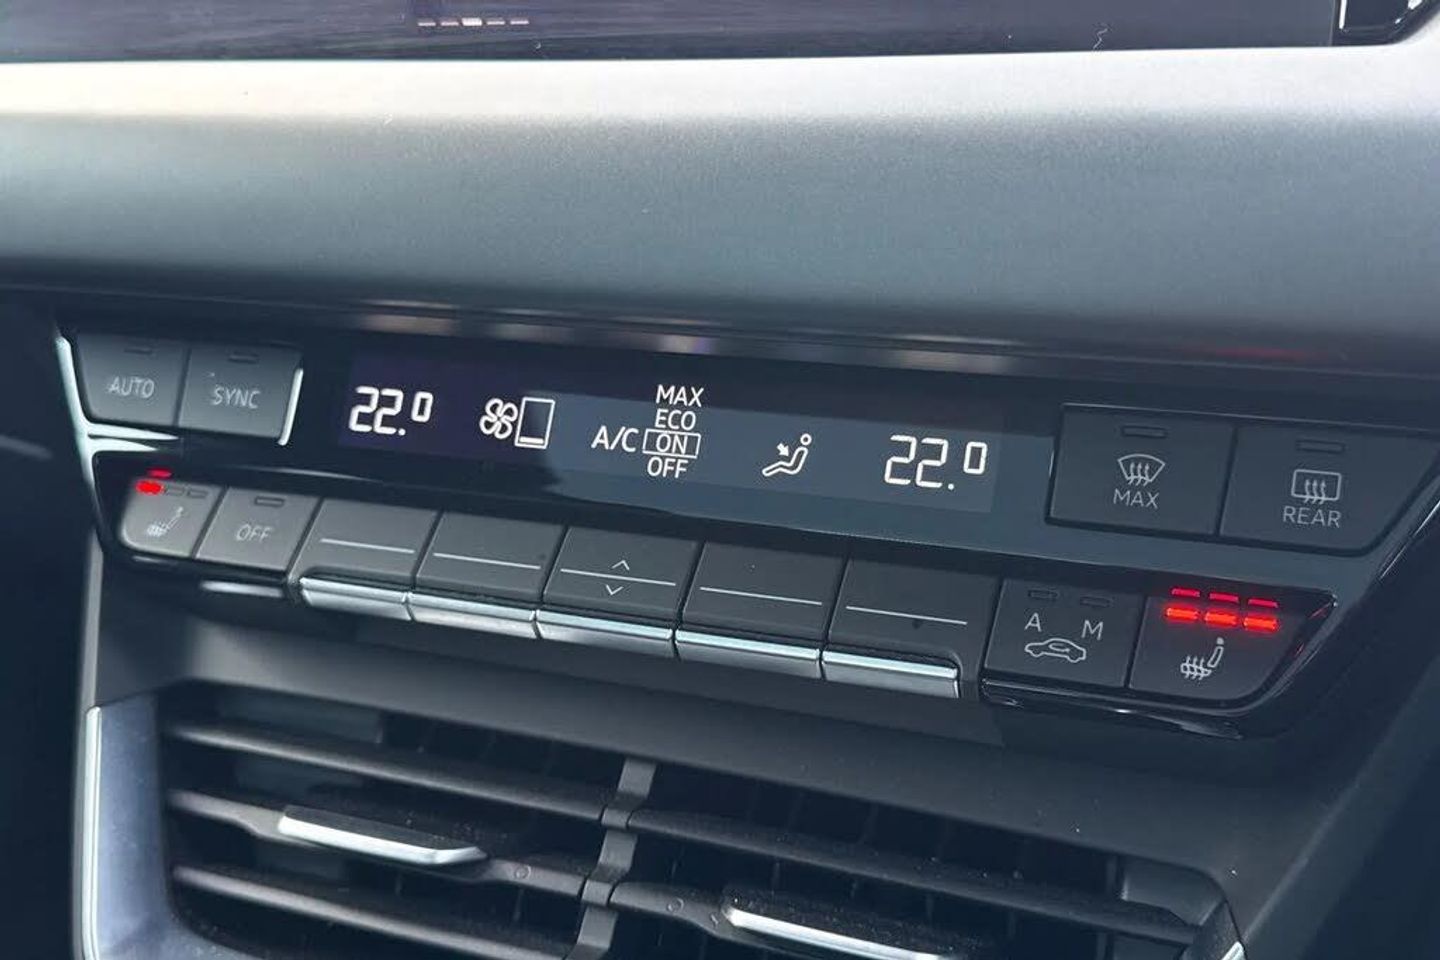 AUTO
SYNC
22.0
A/C
MAX
ECO
ON
OFF
22.0
MAX
REAR
OFF
A M